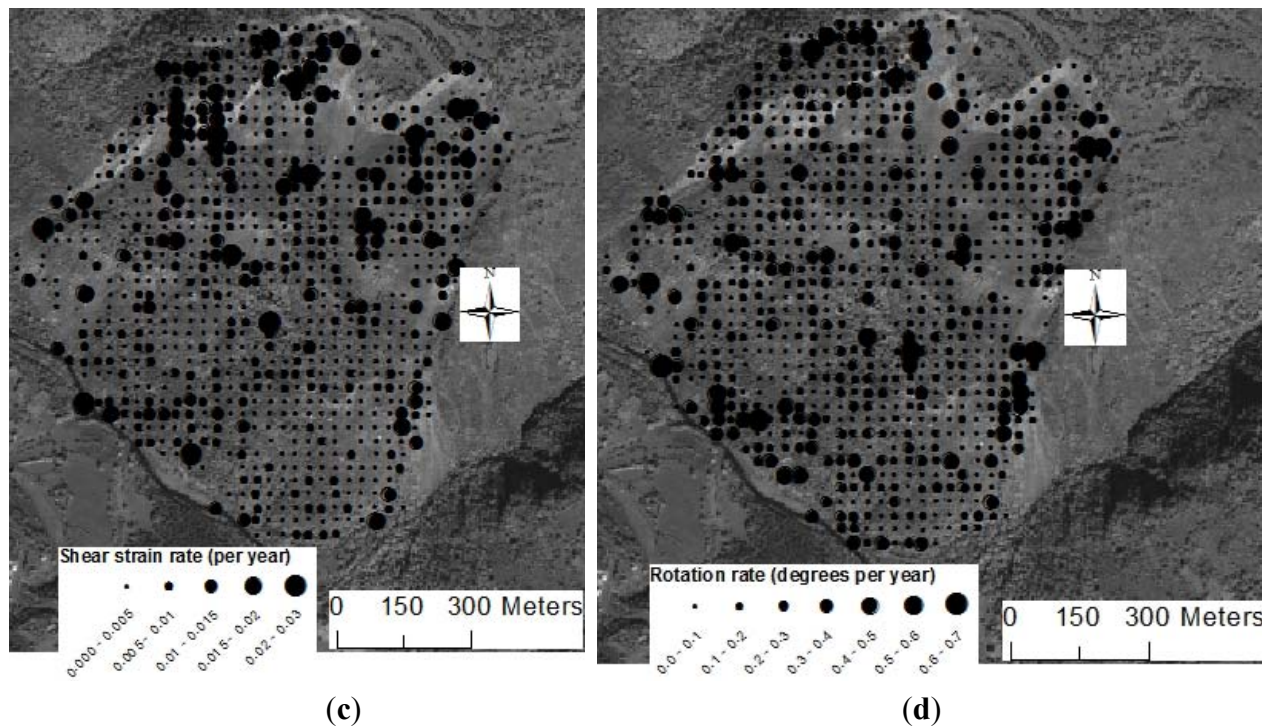 N
Shear strain rate (per year)
0.000 - 0.005
0.005 - 0.01
0.01 - 0.015
0.015 - 0.02
0.02 - 0.03
0 150 300 Meters
(c)
N
Rotation rate (degrees per year)
0.0 - 0.1
0.1 - 0.2
0.2 - 0.3
0.3 - 0.4
0.4 - 0.5
0.5 - 0.6
0.6 - 0.7
0 150 300 Meters
(d)